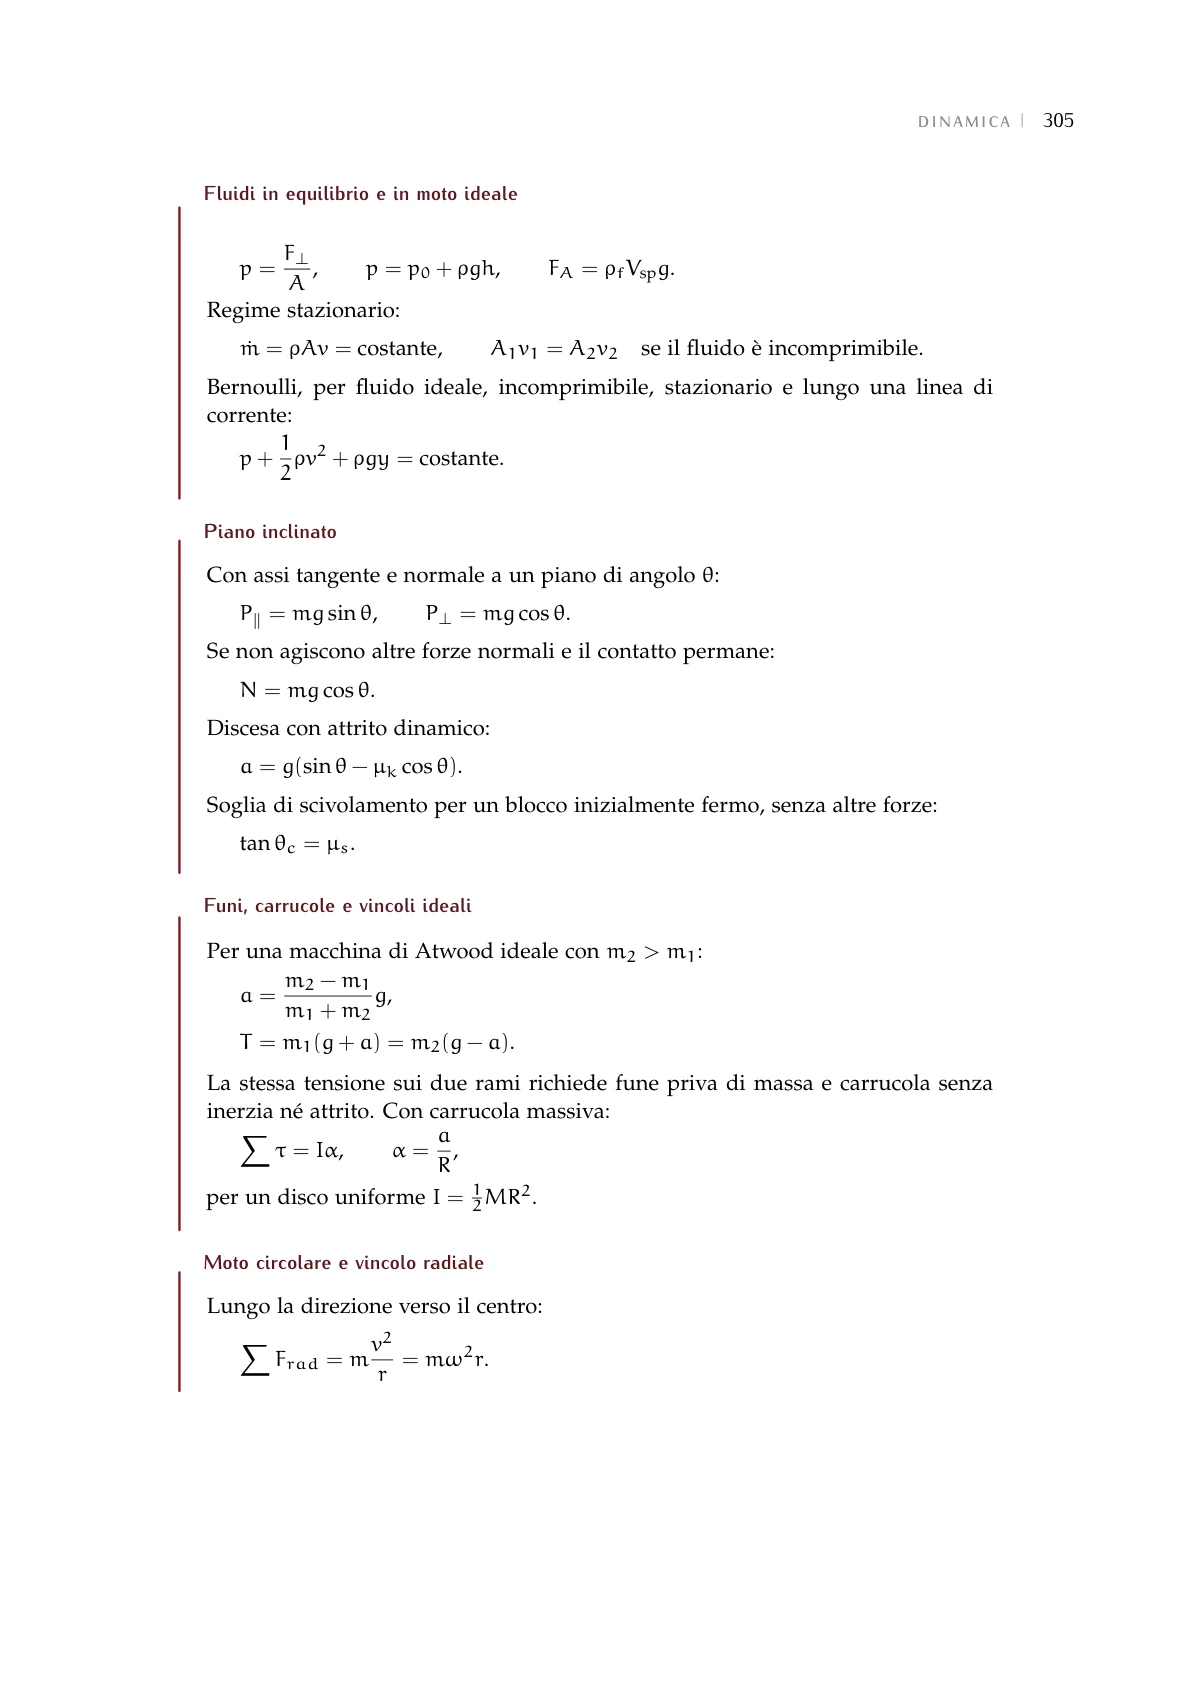 DINAMICA | 305
Fluidi in equilibrio e in moto ideale
p = F⊥/A, p = p₀ + ρgh, F_A = ρ_f V_sp g.
Regime stazionario:
ṁ = ρAv = costante, A₁v₁ = A₂v₂ se il fluido è incomprimibile.
Bernoulli, per fluido ideale, incomprimibile, stazionario e lungo una linea di
corrente:
p + 1/2 ρv² + ρgy = costante.
Piano inclinato
Con assi tangente e normale a un piano di angolo θ:
P∥ = mg sin θ, P⊥ = mg cos θ.
Se non agiscono altre forze normali e il contatto permane:
N = mg cos θ.
Discesa con attrito dinamico:
a = g(sin θ − μ_k cos θ).
Soglia di scivolamento per un blocco inizialmente fermo, senza altre forze:
tan θ_c = μ_s.
Funi, carrucole e vincoli ideali
Per una macchina di Atwood ideale con m₂ > m₁:
a = (m₂ − m₁)/(m₁ + m₂) g,
T = m₁(g + a) = m₂(g − a).
La stessa tensione sui due rami richiede fune priva di massa e carrucola senza
inerzia né attrito. Con carrucola massiva:
∑ τ = Iα, α = a/R,
per un disco uniforme I = 1/2 MR².
Moto circolare e vincolo radiale
Lungo la direzione verso il centro:
∑ F_rad = m v²/r = mω²r.